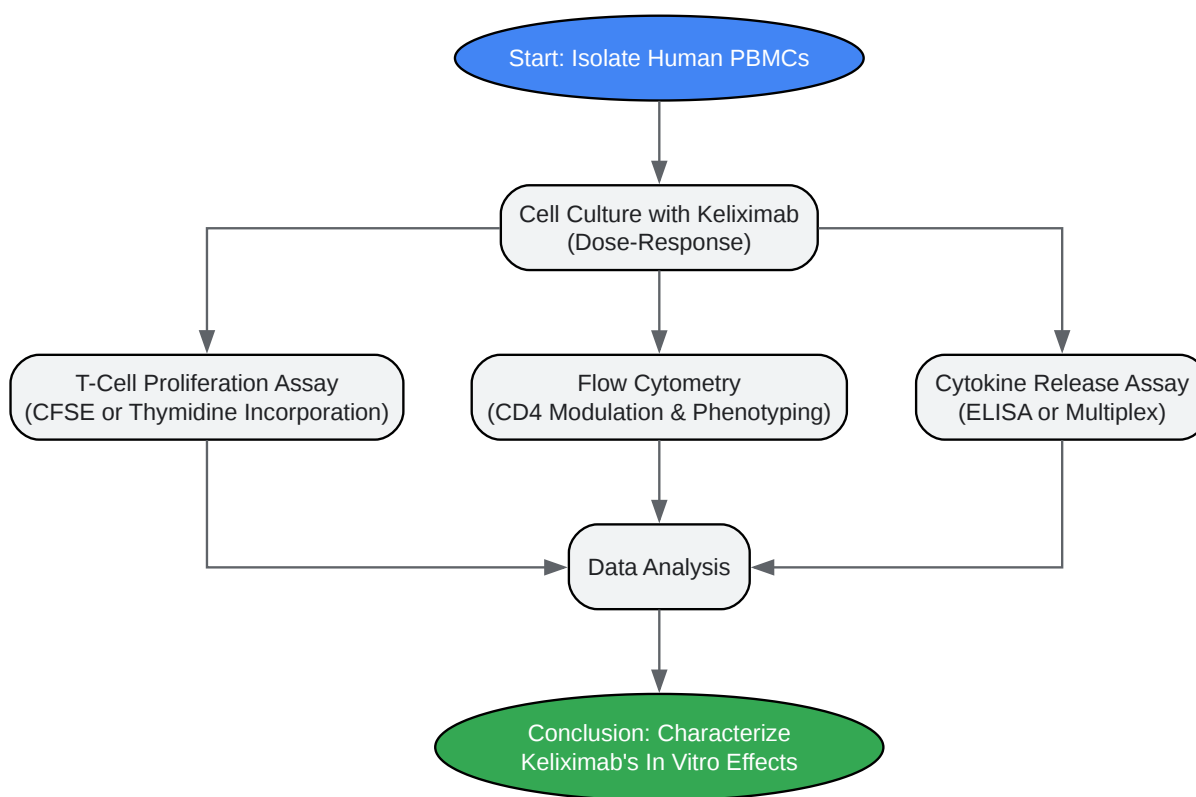 Start: Isolate Human PBMCs
Cell Culture with Keliximab
(Dose-Response)
T-Cell Proliferation Assay
(CFSE or Thymidine Incorporation)
Flow Cytometry
(CD4 Modulation & Phenotyping)
Cytokine Release Assay
(ELISA or Multiplex)
Data Analysis
Conclusion: Characterize
Keliximab's In Vitro Effects